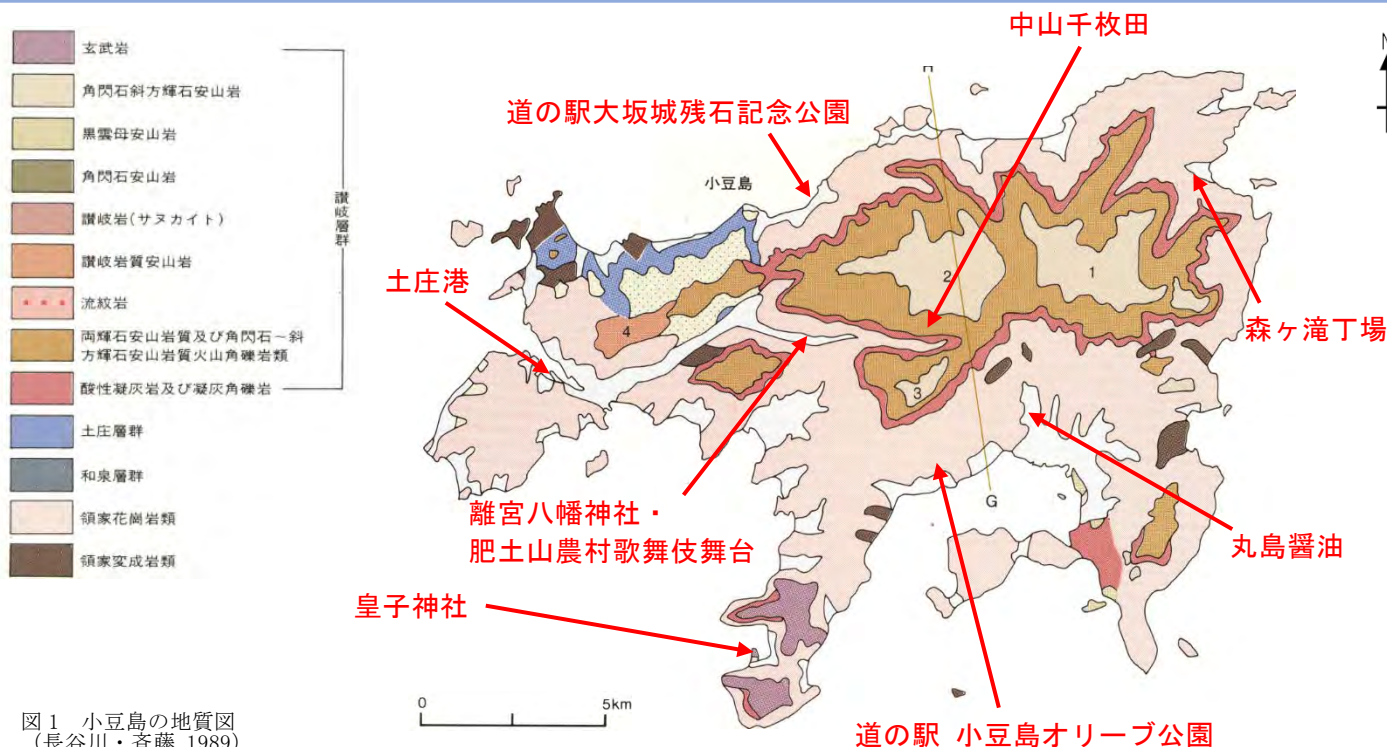 玄武岩
角閃石斜方輝石安山岩
黒雲母安山岩
角閃石安山岩
讃岐岩(サヌカイト)
讃岐岩質安山岩
流紋岩
両輝石安山岩質及び角閃石-斜
方輝石安山岩質火山角礫岩類
酸性凝灰岩及び凝灰角礫岩
土庄層群
和泉層群
領家花崗岩類
領家変成岩類
讃岐層群
中山千枚田
道の駅大坂城残石記念公園
小豆島
土庄港
森ヶ滝丁場
離宮八幡神社・
肥土山農村歌舞伎舞台
皇子神社
丸島醤油
道の駅 小豆島オリーブ公園
1
2
3
4
G
0
5km
図1 小豆島の地質図
(長谷川・斉藤 1989)